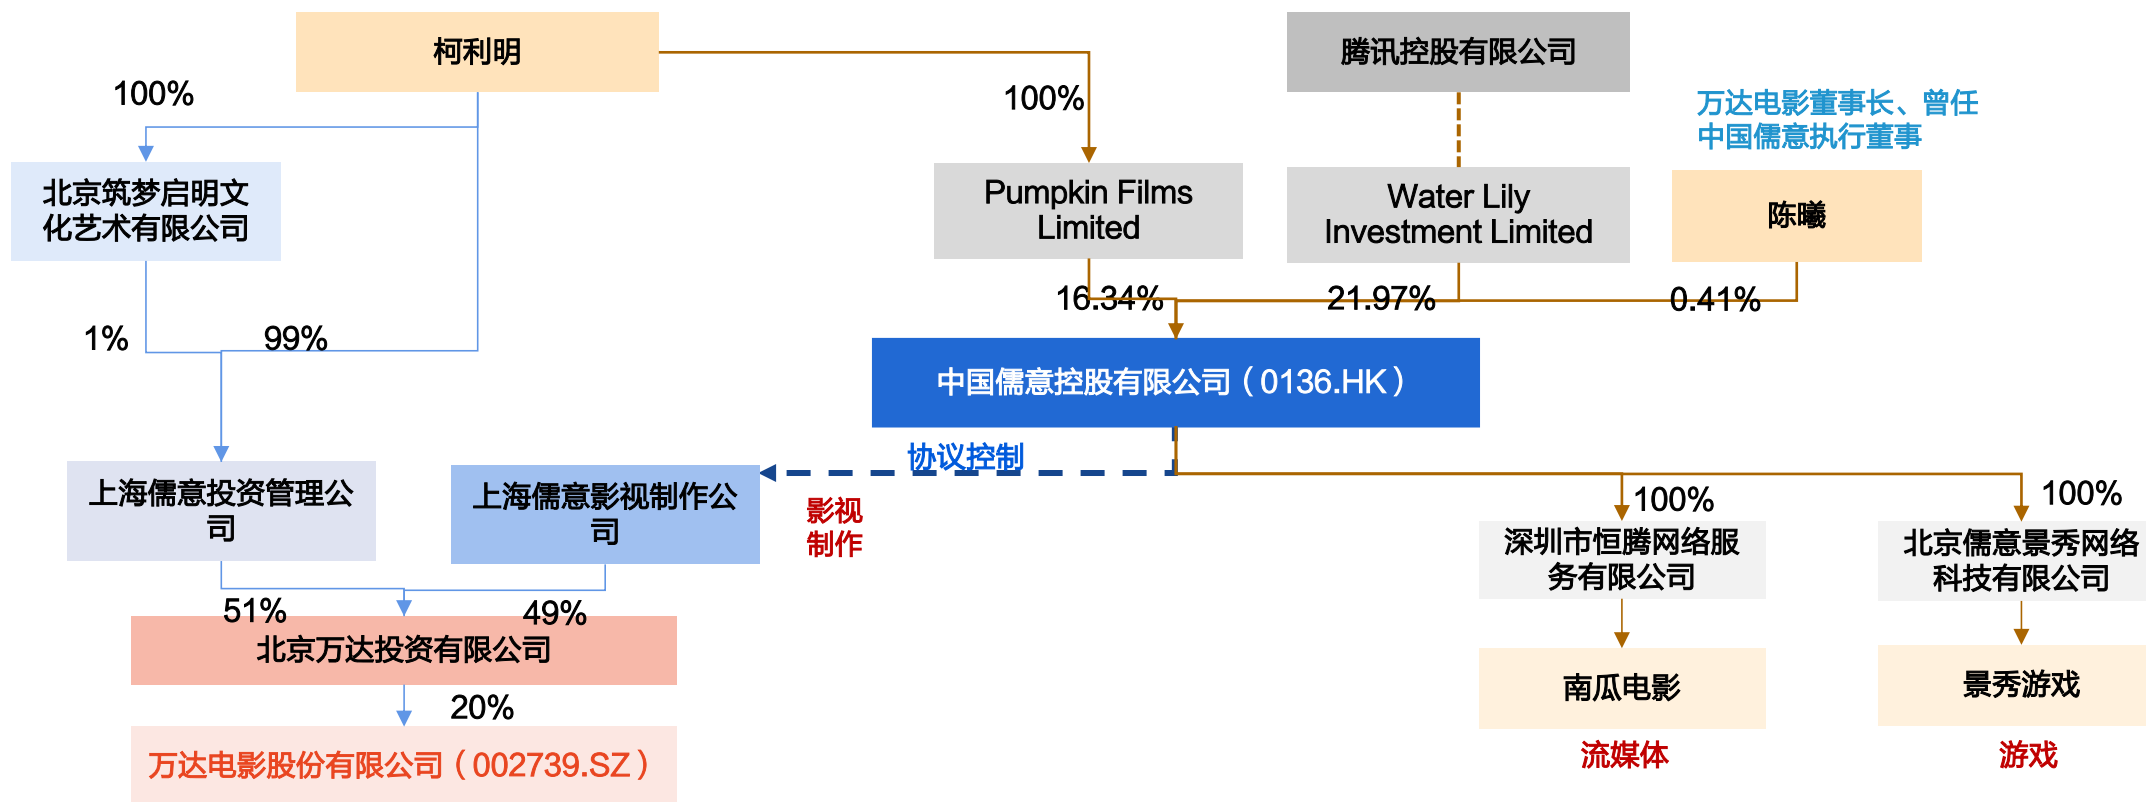 柯利明
腾讯控股有限公司
100%
100%
万达电影董事长、曾任
中国儒意执行董事
北京筑梦启明文
化艺术有限公司
Pumpkin Films
Limited
Water Lily
Investment Limited
陈曦
16.34%
21.97%
0.41%
1%
99%
中国儒意控股有限公司（0136.HK）
协议控制
上海儒意投资管理公
司
上海儒意影视制作公
司
影视
制作
100%
100%
深圳市恒腾网络服
务有限公司
北京儒意景秀网络
科技有限公司
51%
49%
北京万达投资有限公司
20%
南瓜电影
景秀游戏
万达电影股份有限公司（002739.SZ）
流媒体
游戏